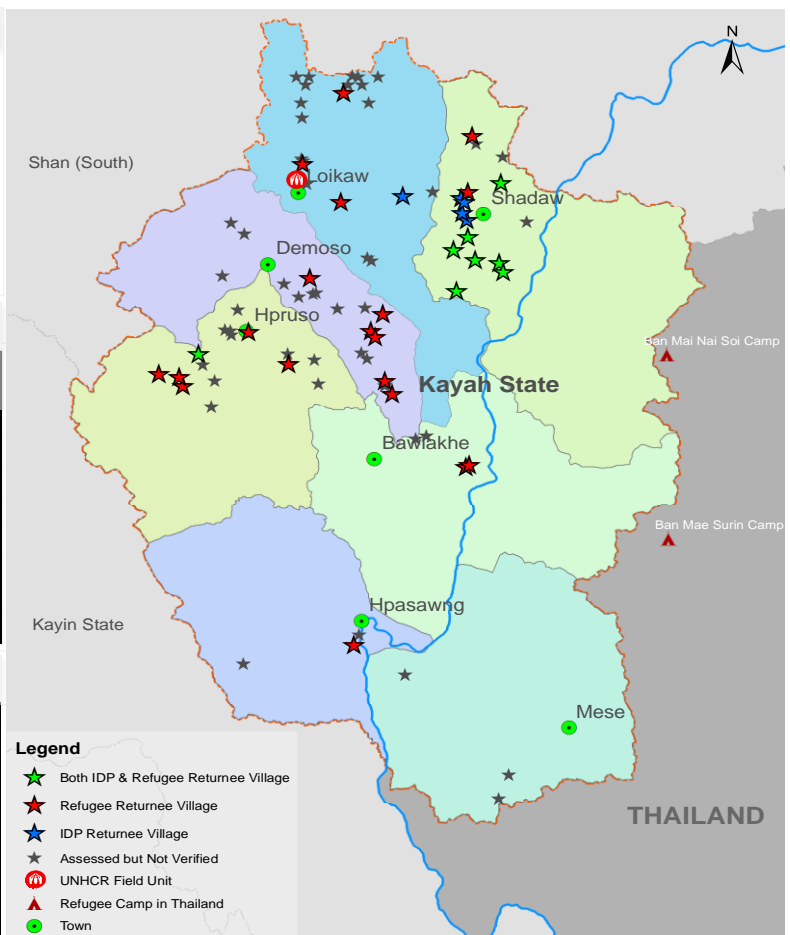 N
Shan (South)
Loikaw
Shadaw
Demoso
Hpruso
Ban Mai Nai Soi Camp
Kayah State
Bawlakhe
Ban Mae Surin Camp
Hpasawng
Kayin State
Mese
THAILAND
Legend
Both IDP & Refugee Returnee Village
Refugee Returnee Village
IDP Returnee Village
Assessed but Not Verified
UNHCR Field Unit
Refugee Camp in Thailand
Town